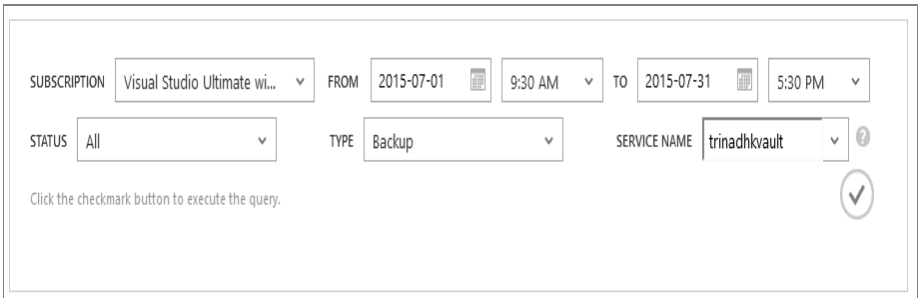 SUBSCRIPTION Visual Studio Ultimate wi... FROM 2015-07-01 9:30 AM TO 2015-07-31 5:30 PM
STATUS All TYPE Backup SERVICE NAME trinadhkvault ?
Click the checkmark button to execute the query.